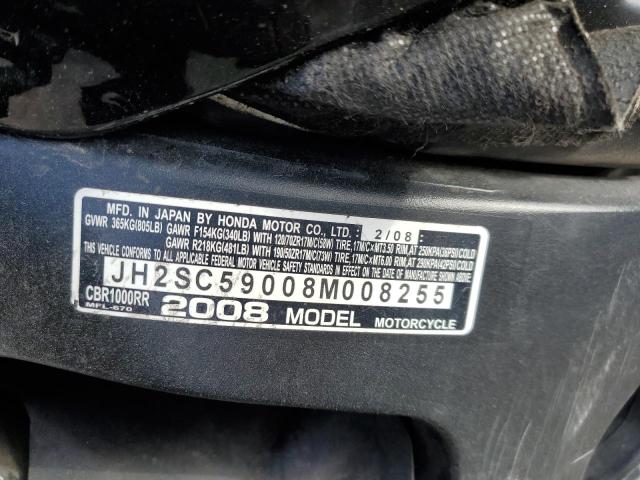 MFD. IN JAPAN BY HONDA MOTOR CO., LTD. 2/08
GVWR 365KG(805LB) GAWR F154KG(340LB) WITH 120/70ZR17M/C(58W) TIRE, 17M/C×MT3.50 RIM, AT 250KPA(36PSI)COLD
GAWR R218KG(481LB) WITH 190/50ZR17M/C(73W) TIRE, 17M/C×MT6.00 RIM, AT 290KPA(42PSI)COLD
THIS VEHICLE CONFORMS TO ALL APPLICABLE FEDERAL MOTOR VEHICLE SAFETY STANDARDS IN EFFECT ON THE DATE OF MANUFACTURE SHOWN ABOVE.
JH2SC59008M008255
CBR1000RR 2008 MODEL MOTORCYCLE
MFL-670